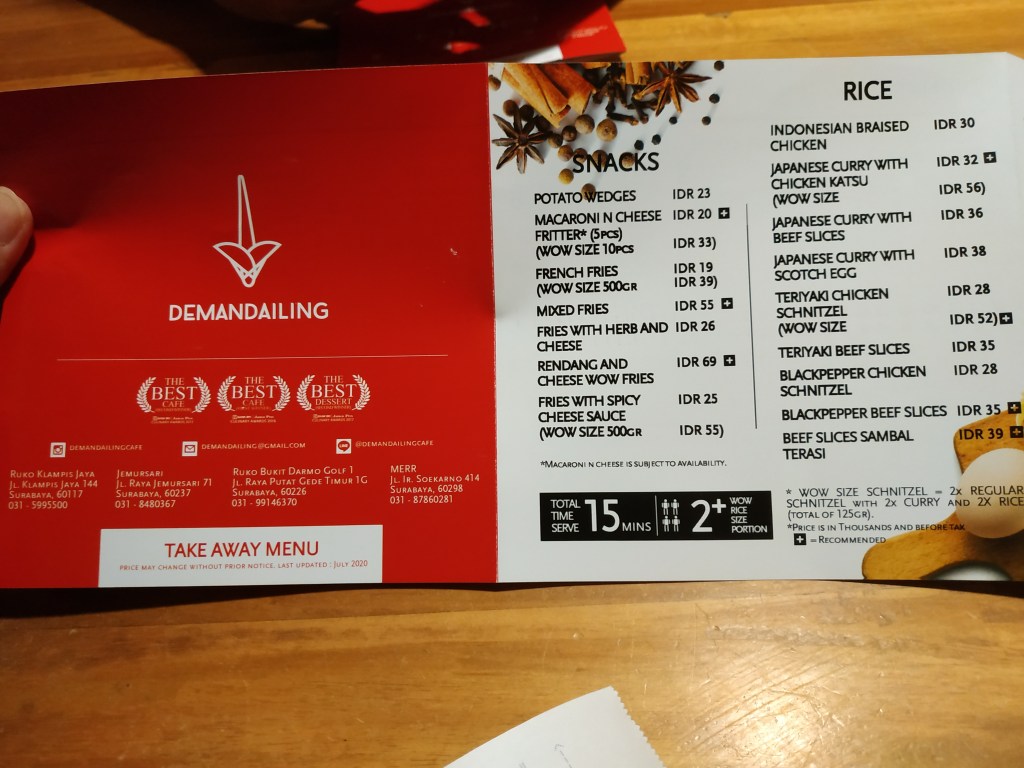 DEMANDAILING
THE
BEST
CAFE
THE
BEST
CAFE
THE
BEST
DESSERT
DEMANDAILINGCAFE
DEMANDAILING@GMAIL.COM
LINE
@DEMANDAILINGCAFE
RUKO KLAMPIS JAYA
JL. KLAMPIS JAYA 144
SURABAYA, 60117
031 - 5995500
JEMURSARI
JL. RAYA JEMURSARI 71
SURABAYA, 60237
031 - 8480367
RUKO BUKIT DARMO GOLF 1
JL. RAYA PUTAT GEDE TIMUR 1G
SURABAYA, 60226
031 - 99146370
MERR
JL. IR. SOEKARNO 414
SURABAYA, 60298
031 - 87860281
TAKE AWAY MENU
PRICE MAY CHANGE WITHOUT PRIOR NOTICE. LAST UPDATED : JULY 2020
SNACKS
POTATO WEDGES IDR 23
MACARONI N CHEESE IDR 20
FRITTER* (5PCS)
(WOW SIZE 10PCS IDR 33)
FRENCH FRIES IDR 19
(WOW SIZE 500GR IDR 39)
MIXED FRIES IDR 55
FRIES WITH HERB AND IDR 26
CHEESE
RENDANG AND IDR 69
CHEESE WOW FRIES
FRIES WITH SPICY IDR 25
CHEESE SAUCE
(WOW SIZE 500GR IDR 55)
*MACARONI N CHEESE IS SUBJECT TO AVAILABILITY.
TOTAL
TIME
SERVE
15 MINS
2+
WOW
RICE
SIZE
PORTION
RICE
INDONESIAN BRAISED IDR 30
CHICKEN
JAPANESE CURRY WITH IDR 32
CHICKEN KATSU
(WOW SIZE IDR 56)
JAPANESE CURRY WITH IDR 36
BEEF SLICES
JAPANESE CURRY WITH IDR 38
SCOTCH EGG
TERIYAKI CHICKEN IDR 28
SCHNITZEL
(WOW SIZE IDR 52)
TERIYAKI BEEF SLICES IDR 35
BLACKPEPPER CHICKEN IDR 28
SCHNITZEL
BLACKPEPPER BEEF SLICES IDR 35
BEEF SLICES SAMBAL IDR 39
TERASI
* WOW SIZE SCHNITZEL = 2X REGULAR
SCHNITZEL WITH 2X CURRY AND 2X RICE
(TOTAL OF 125GR).
*PRICE IS IN THOUSANDS AND BEFORE TAX
= RECOMMENDED